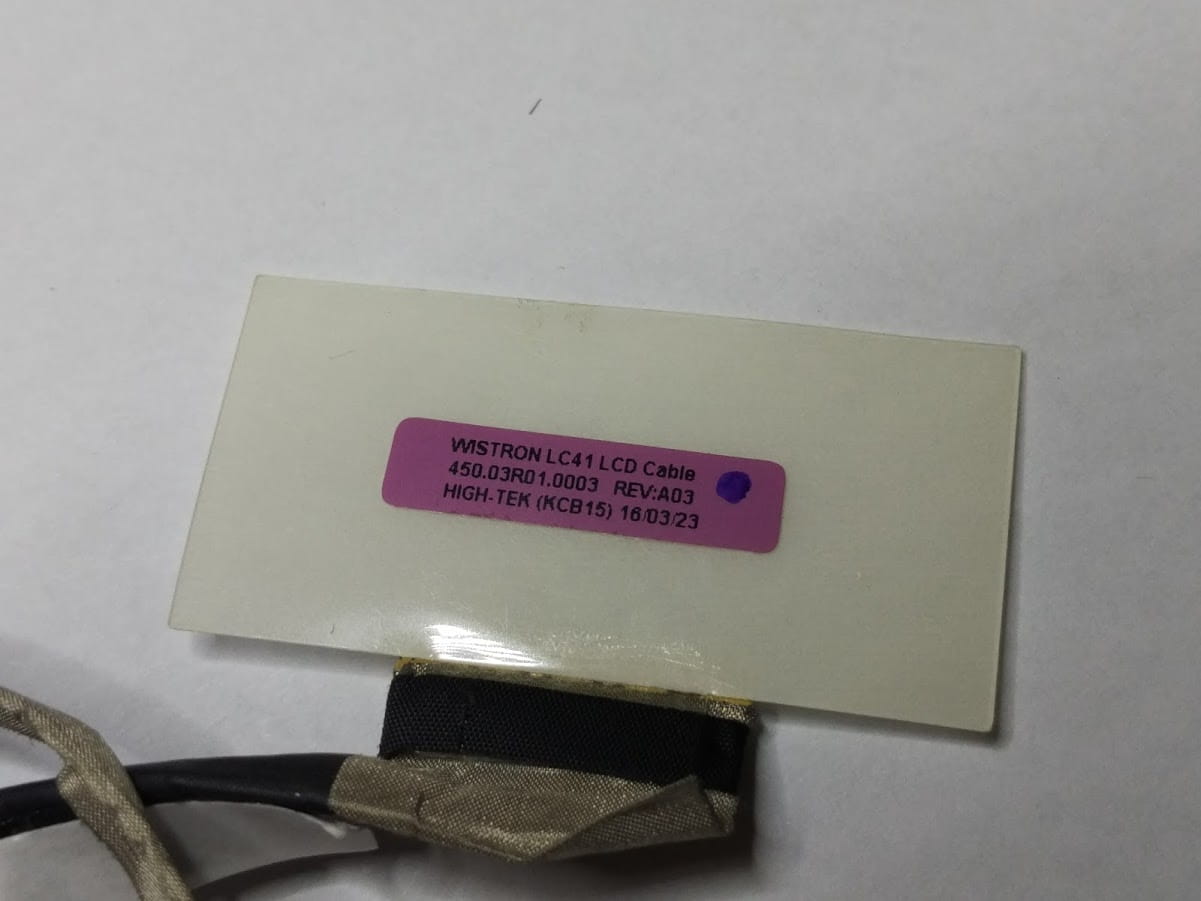 WISTRON LC41 LCD Cable
450.03R01.0003 REV:A03
HIGH-TEK (KCB15) 16/03/23